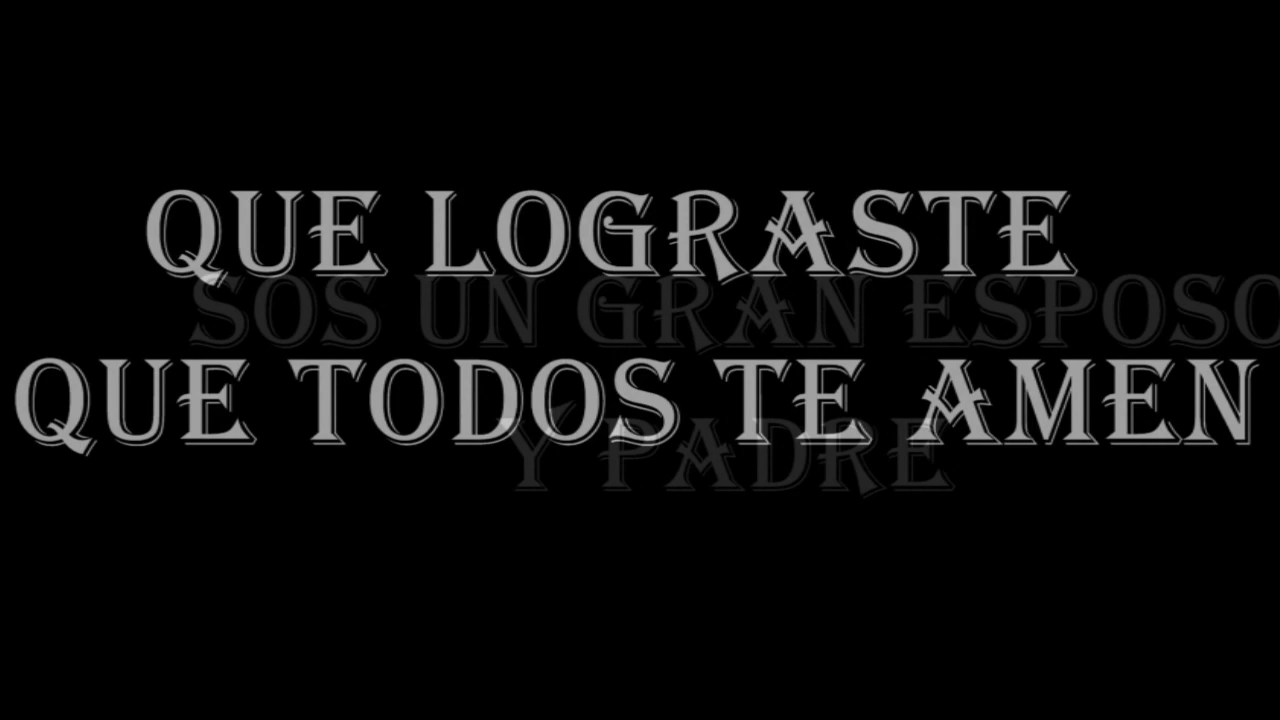 QUE LOGRASTE
SOS UN GRAN ESPOSO
QUE TODOS TE AMEN
Y PADRE